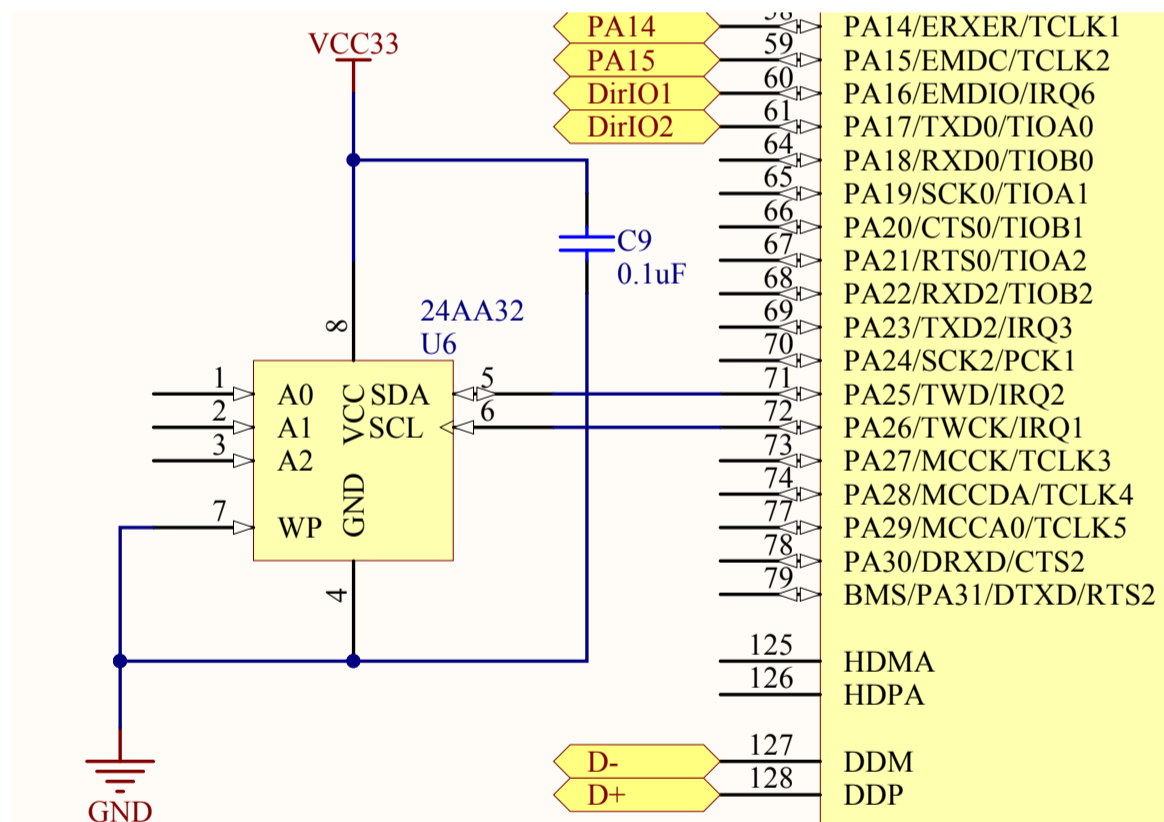 VCC33
PA14 58 PA14/ERXER/TCLK1
PA15 59 PA15/EMDC/TCLK2
DirIO1 60 PA16/EMDIO/IRQ6
DirIO2 61 PA17/TXD0/TIOA0
64 PA18/RXD0/TIOB0
65 PA19/SCK0/TIOA1
66 PA20/CTS0/TIOB1
C9 67 PA21/RTS0/TIOA2
0.1uF 68 PA22/RXD2/TIOB2
24AA32 69 PA23/TXD2/IRQ3
8 U6 70 PA24/SCK2/PCK1
1 A0 VCC SDA 5 71 PA25/TWD/IRQ2
2 A1 SCL 6 72 PA26/TWCK/IRQ1
3 A2 73 PA27/MCCK/TCLK3
74 PA28/MCCDA/TCLK4
7 WP GND 77 PA29/MCCA0/TCLK5
78 PA30/DRXD/CTS2
4 79 BMS/PA31/DTXD/RTS2
125 HDMA
126 HDPA
D- 127 DDM
D+ 128 DDP
GND